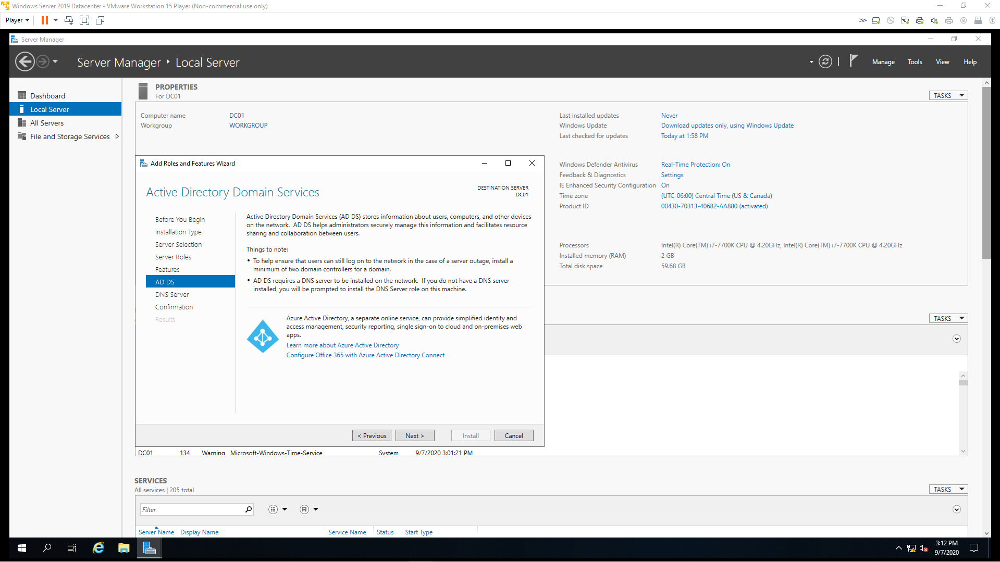 Windows Server 2019 Datacenter - VMware Workstation 15 Player (Non-commercial use only)
Player
Server Manager
Server Manager ‣ Local Server
Manage Tools View Help
Dashboard
Local Server
All Servers
File and Storage Services
PROPERTIES
For DC01
TASKS
Computer name DC01
Workgroup WORKGROUP
Last installed updates Never
Windows Update Download updates only, using Windows Update
Last checked for updates Today at 1:58 PM
Windows Defender Antivirus Real-Time Protection: On
Feedback & Diagnostics Settings
IE Enhanced Security Configuration On
Time zone (UTC-06:00) Central Time (US & Canada)
Product ID 00430-70313-40682-AA880 (activated)
Processors Intel(R) Core(TM) i7-7700K CPU @ 4.20GHz, Intel(R) Core(TM) i7-7700K CPU @ 4.20GHz
Installed memory (RAM) 2 GB
Total disk space 59.68 GB
Add Roles and Features Wizard
Active Directory Domain Services
DESTINATION SERVER
DC01
Before You Begin
Installation Type
Server Selection
Server Roles
Features
AD DS
DNS Server
Confirmation
Results
Active Directory Domain Services (AD DS) stores information about users, computers, and other devices
on the network.  AD DS helps administrators securely manage this information and facilitates resource
sharing and collaboration between users.
Things to note:
• To help ensure that users can still log on to the network in the case of a server outage, install a
minimum of two domain controllers for a domain.
• AD DS requires a DNS server to be installed on the network.  If you do not have a DNS server
installed, you will be prompted to install the DNS Server role on this machine.
Azure Active Directory, a separate online service, can provide simplified identity and
access management, security reporting, single sign-on to cloud and on-premises web
apps.
Learn more about Azure Active Directory
Configure Office 365 with Azure Active Directory Connect
< Previous Next > Install Cancel
TASKS
DC01 134 Warning Microsoft-Windows-Time-Service System 9/7/2020 3:01:21 PM
SERVICES
All services | 205 total
TASKS
Filter
Server Name Display Name Service Name Status Start Type
3:12 PM
9/7/2020